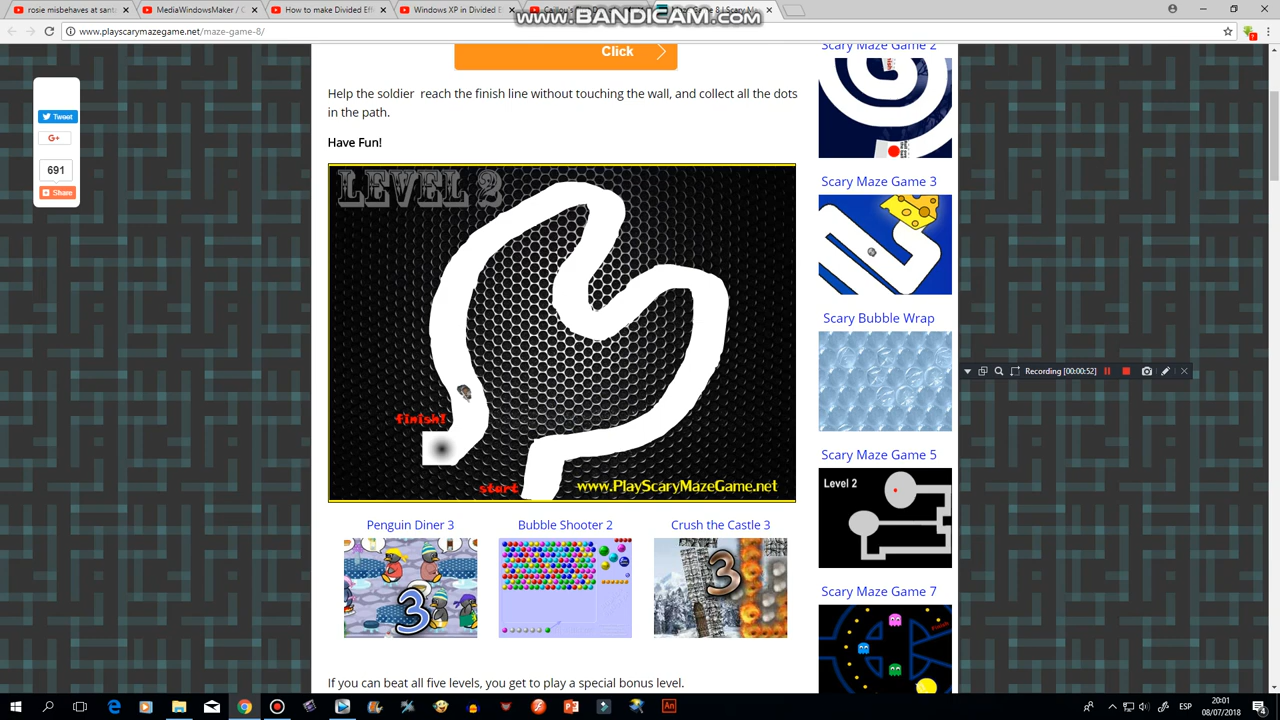 rosie misbehaves at sant
MediaWindowsMaker / C
How to make Divided Effe
Windows XP in Divided E
www.BANDICAM.com
www.playscarymazegame.net/maze-game-8/
Click
Tweet
G+
691
Share
Help the soldier reach the finish line without touching the wall, and collect all the dots
in the path.
Have Fun!
LEVEL 2
finish!
start
www.PlayScaryMazeGame.net
Penguin Diner 3
Bubble Shooter 2
Crush the Castle 3
3
3
If you can beat all five levels, you get to play a special bonus level.
Scary Maze Game 2
Scary Maze Game 3
Scary Bubble Wrap
Scary Maze Game 5
Level 2
Scary Maze Game 7
Finish
Recording [00:00:52]
ESP
20:01
08/07/2018